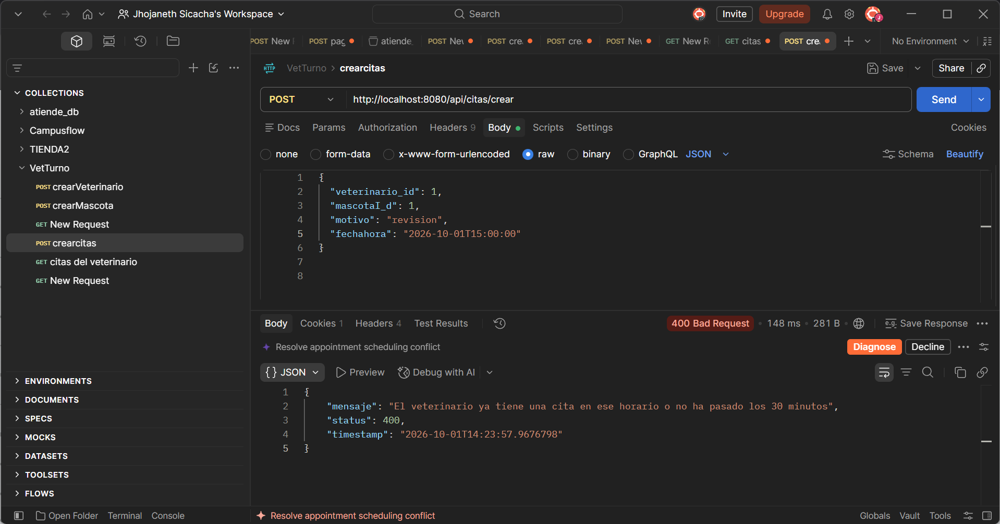 Jhojaneth Sicacha's Workspace
Search
Invite
Upgrade
POST New
POST pag
atiende
POST Nev
POST crea
POST crea
POST Nev
GET New R
GET citas
POST crea
No Environment
VetTurno > crearcitas
Save
Share
COLLECTIONS
atiende_db
Campusflow
TIENDA2
VetTurno
POST crearVeterinario
POST crearMascota
GET New Request
POST crearcitas
GET citas del veterinario
GET New Request
ENVIRONMENTS
DOCUMENTS
SPECS
MOCKS
DATASETS
TOOLSETS
FLOWS
HTTP
POST http://localhost:8080/api/citas/crear
Send
Docs Params Authorization Headers 9 Body Scripts Settings Cookies
none form-data x-www-form-urlencoded raw binary GraphQL JSON Schema Beautify
1 {
2 "veterinario_id": 1,
3 "mascotaI_d": 1,
4 "motivo": "revision",
5 "fechahora": "2026-10-01T15:00:00"
6 }
7
8
Body Cookies 1 Headers 4 Test Results 400 Bad Request • 148 ms • 281 B • e.g. Save Response
Resolve appointment scheduling conflict Diagnose Decline
{} JSON Preview Debug with AI
1 {
2 "mensaje": "El veterinario ya tiene una cita en ese horario o no ha pasado los 30 minutos",
3 "status": 400,
4 "timestamp": "2026-10-01T14:23:57.9676798"
5 }
Open Folder Terminal Console Resolve appointment scheduling conflict Globals Vault Tools